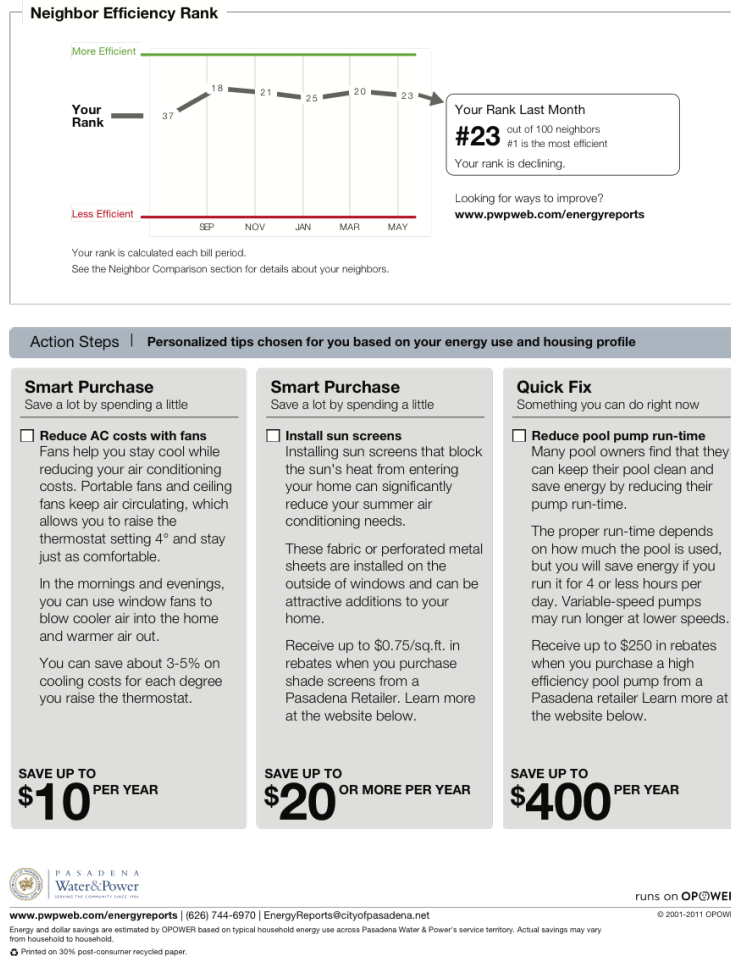 Neighbor Efficiency Rank
More Efficient
Your
Rank
37
18
21
25
20
23
Less Efficient
SEP NOV JAN MAR MAY
Your Rank Last Month
#23 out of 100 neighbors
#1 is the most efficient
Your rank is declining.
Looking for ways to improve?
www.pwpweb.com/energyreports
Your rank is calculated each bill period.
See the Neighbor Comparison section for details about your neighbors.
Action Steps | Personalized tips chosen for you based on your energy use and housing profile
Smart Purchase
Save a lot by spending a little
Reduce AC costs with fans
Fans help you stay cool while
reducing your air conditioning
costs. Portable fans and ceiling
fans keep air circulating, which
allows you to raise the
thermostat setting 4° and stay
just as comfortable.
In the mornings and evenings,
you can use window fans to
blow cooler air into the home
and warmer air out.
You can save about 3-5% on
cooling costs for each degree
you raise the thermostat.
SAVE UP TO
$10 PER YEAR
Smart Purchase
Save a lot by spending a little
Install sun screens
Installing sun screens that block
the sun's heat from entering
your home can significantly
reduce your summer air
conditioning needs.
These fabric or perforated metal
sheets are installed on the
outside of windows and can be
attractive additions to your
home.
Receive up to $0.75/sq.ft. in
rebates when you purchase
shade screens from a
Pasadena Retailer. Learn more
at the website below.
SAVE UP TO
$20 OR MORE PER YEAR
Quick Fix
Something you can do right now
Reduce pool pump run-time
Many pool owners find that they
can keep their pool clean and
save energy by reducing their
pump run-time.
The proper run-time depends
on how much the pool is used,
but you will save energy if you
run it for 4 or less hours per
day. Variable-speed pumps
may run longer at lower speeds.
Receive up to $250 in rebates
when you purchase a high
efficiency pool pump from a
Pasadena retailer Learn more at
the website below.
SAVE UP TO
$400 PER YEAR
PASADENA
Water&Power
SERVING THE COMMUNITY SINCE 1906
runs on OPOWER
www.pwpweb.com/energyreports | (626) 744-6970 | EnergyReports@cityofpasadena.net
© 2001-2011 OPOW
Energy and dollar savings are estimated by OPOWER based on typical household energy use across Pasadena Water & Power's service territory. Actual savings may vary
from household to household.
Printed on 30% post-consumer recycled paper.